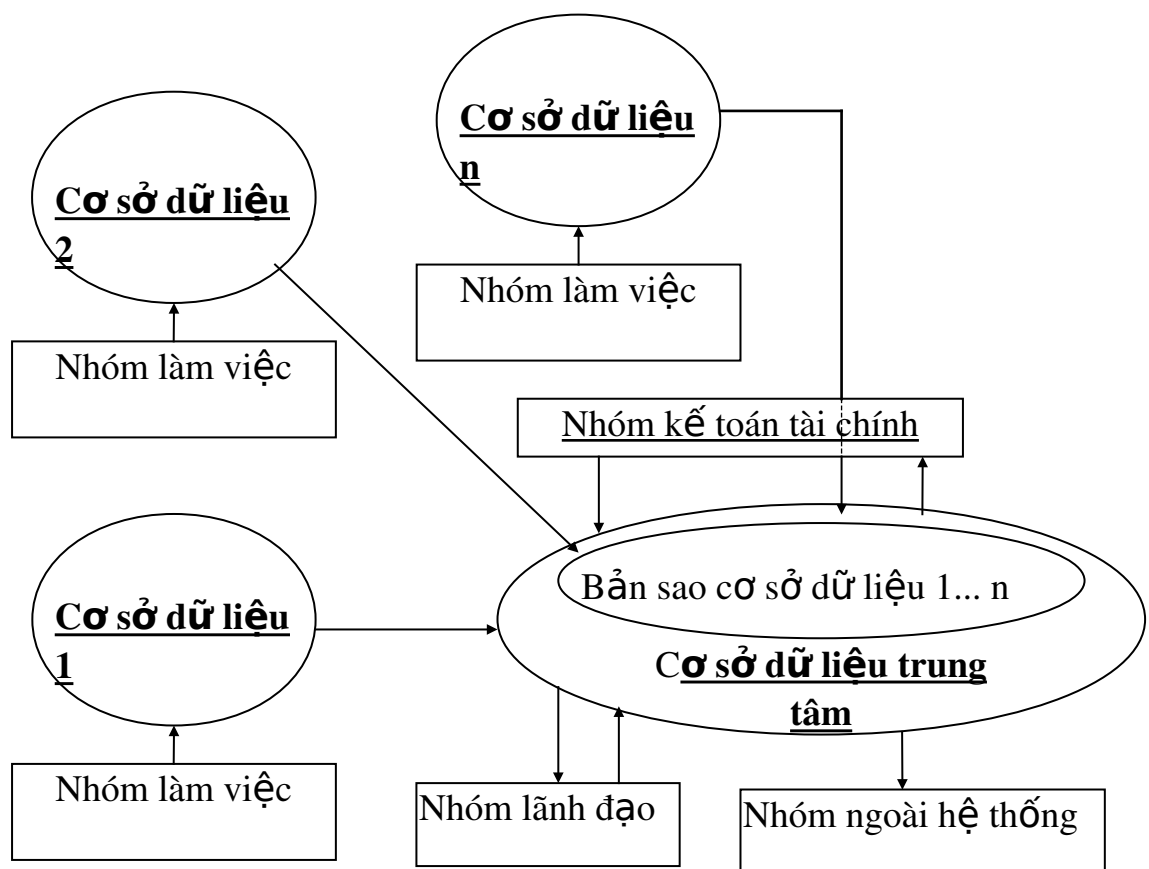 Cơ sở dữ liệu
n
Cơ sở dữ liệu
2
Nhóm làm việc
Nhóm làm việc
Nhóm kế toán tài chính
Bản sao cơ sở dữ liệu 1... n
Cơ sở dữ liệu
1
Cơ sở dữ liệu trung
tâm
Nhóm làm việc
Nhóm lãnh đạo
Nhóm ngoài hệ thống